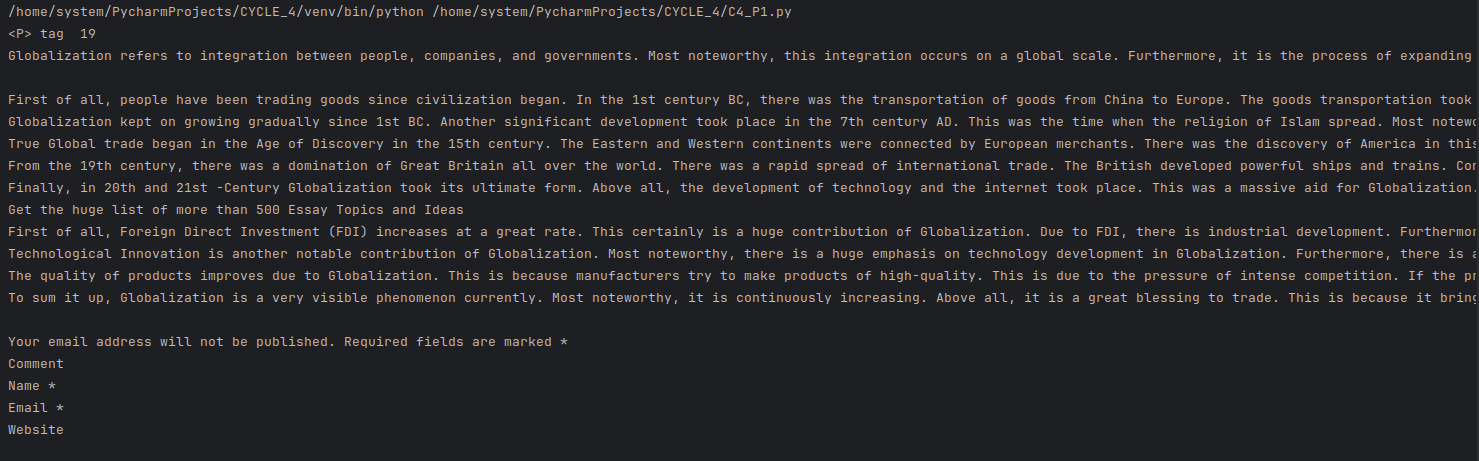 /home/system/PycharmProjects/CYCLE_4/venv/bin/python /home/system/PycharmProjects/CYCLE_4/C4_P1.py
<P> tag  19
Globalization refers to integration between people, companies, and governments. Most noteworthy, this integration occurs on a global scale. Furthermore, it is the process of expanding
First of all, people have been trading goods since civilization began. In the 1st century BC, there was the transportation of goods from China to Europe. The goods transportation took
Globalization kept on growing gradually since 1st BC. Another significant development took place in the 7th century AD. This was the time when the religion of Islam spread. Most
True Global trade began in the Age of Discovery in the 15th century. The Eastern and Western continents were connected by European merchants. There was the discovery of America in this
From the 19th century, there was a domination of Great Britain all over the world. There was a rapid spread of international trade. The British developed powerful ships and trains.
Finally, in 20th and 21st -Century Globalization took its ultimate form. Above all, the development of technology and the internet took place. This was a massive aid for Globalization.
Get the huge list of more than 500 Essay Topics and Ideas
First of all, Foreign Direct Investment (FDI) increases at a great rate. This certainly is a huge contribution of Globalization. Due to FDI, there is industrial development.
Technological Innovation is another notable contribution of Globalization. Most noteworthy, there is a huge emphasis on technology development in Globalization. Furthermore, there is
The quality of products improves due to Globalization. This is because manufacturers try to make products of high-quality. This is due to the pressure of intense competition. If the
To sum it up, Globalization is a very visible phenomenon currently. Most noteworthy, it is continuously increasing. Above all, it is a great blessing to trade. This is because it
Your email address will not be published. Required fields are marked *
Comment
Name *
Email *
Website